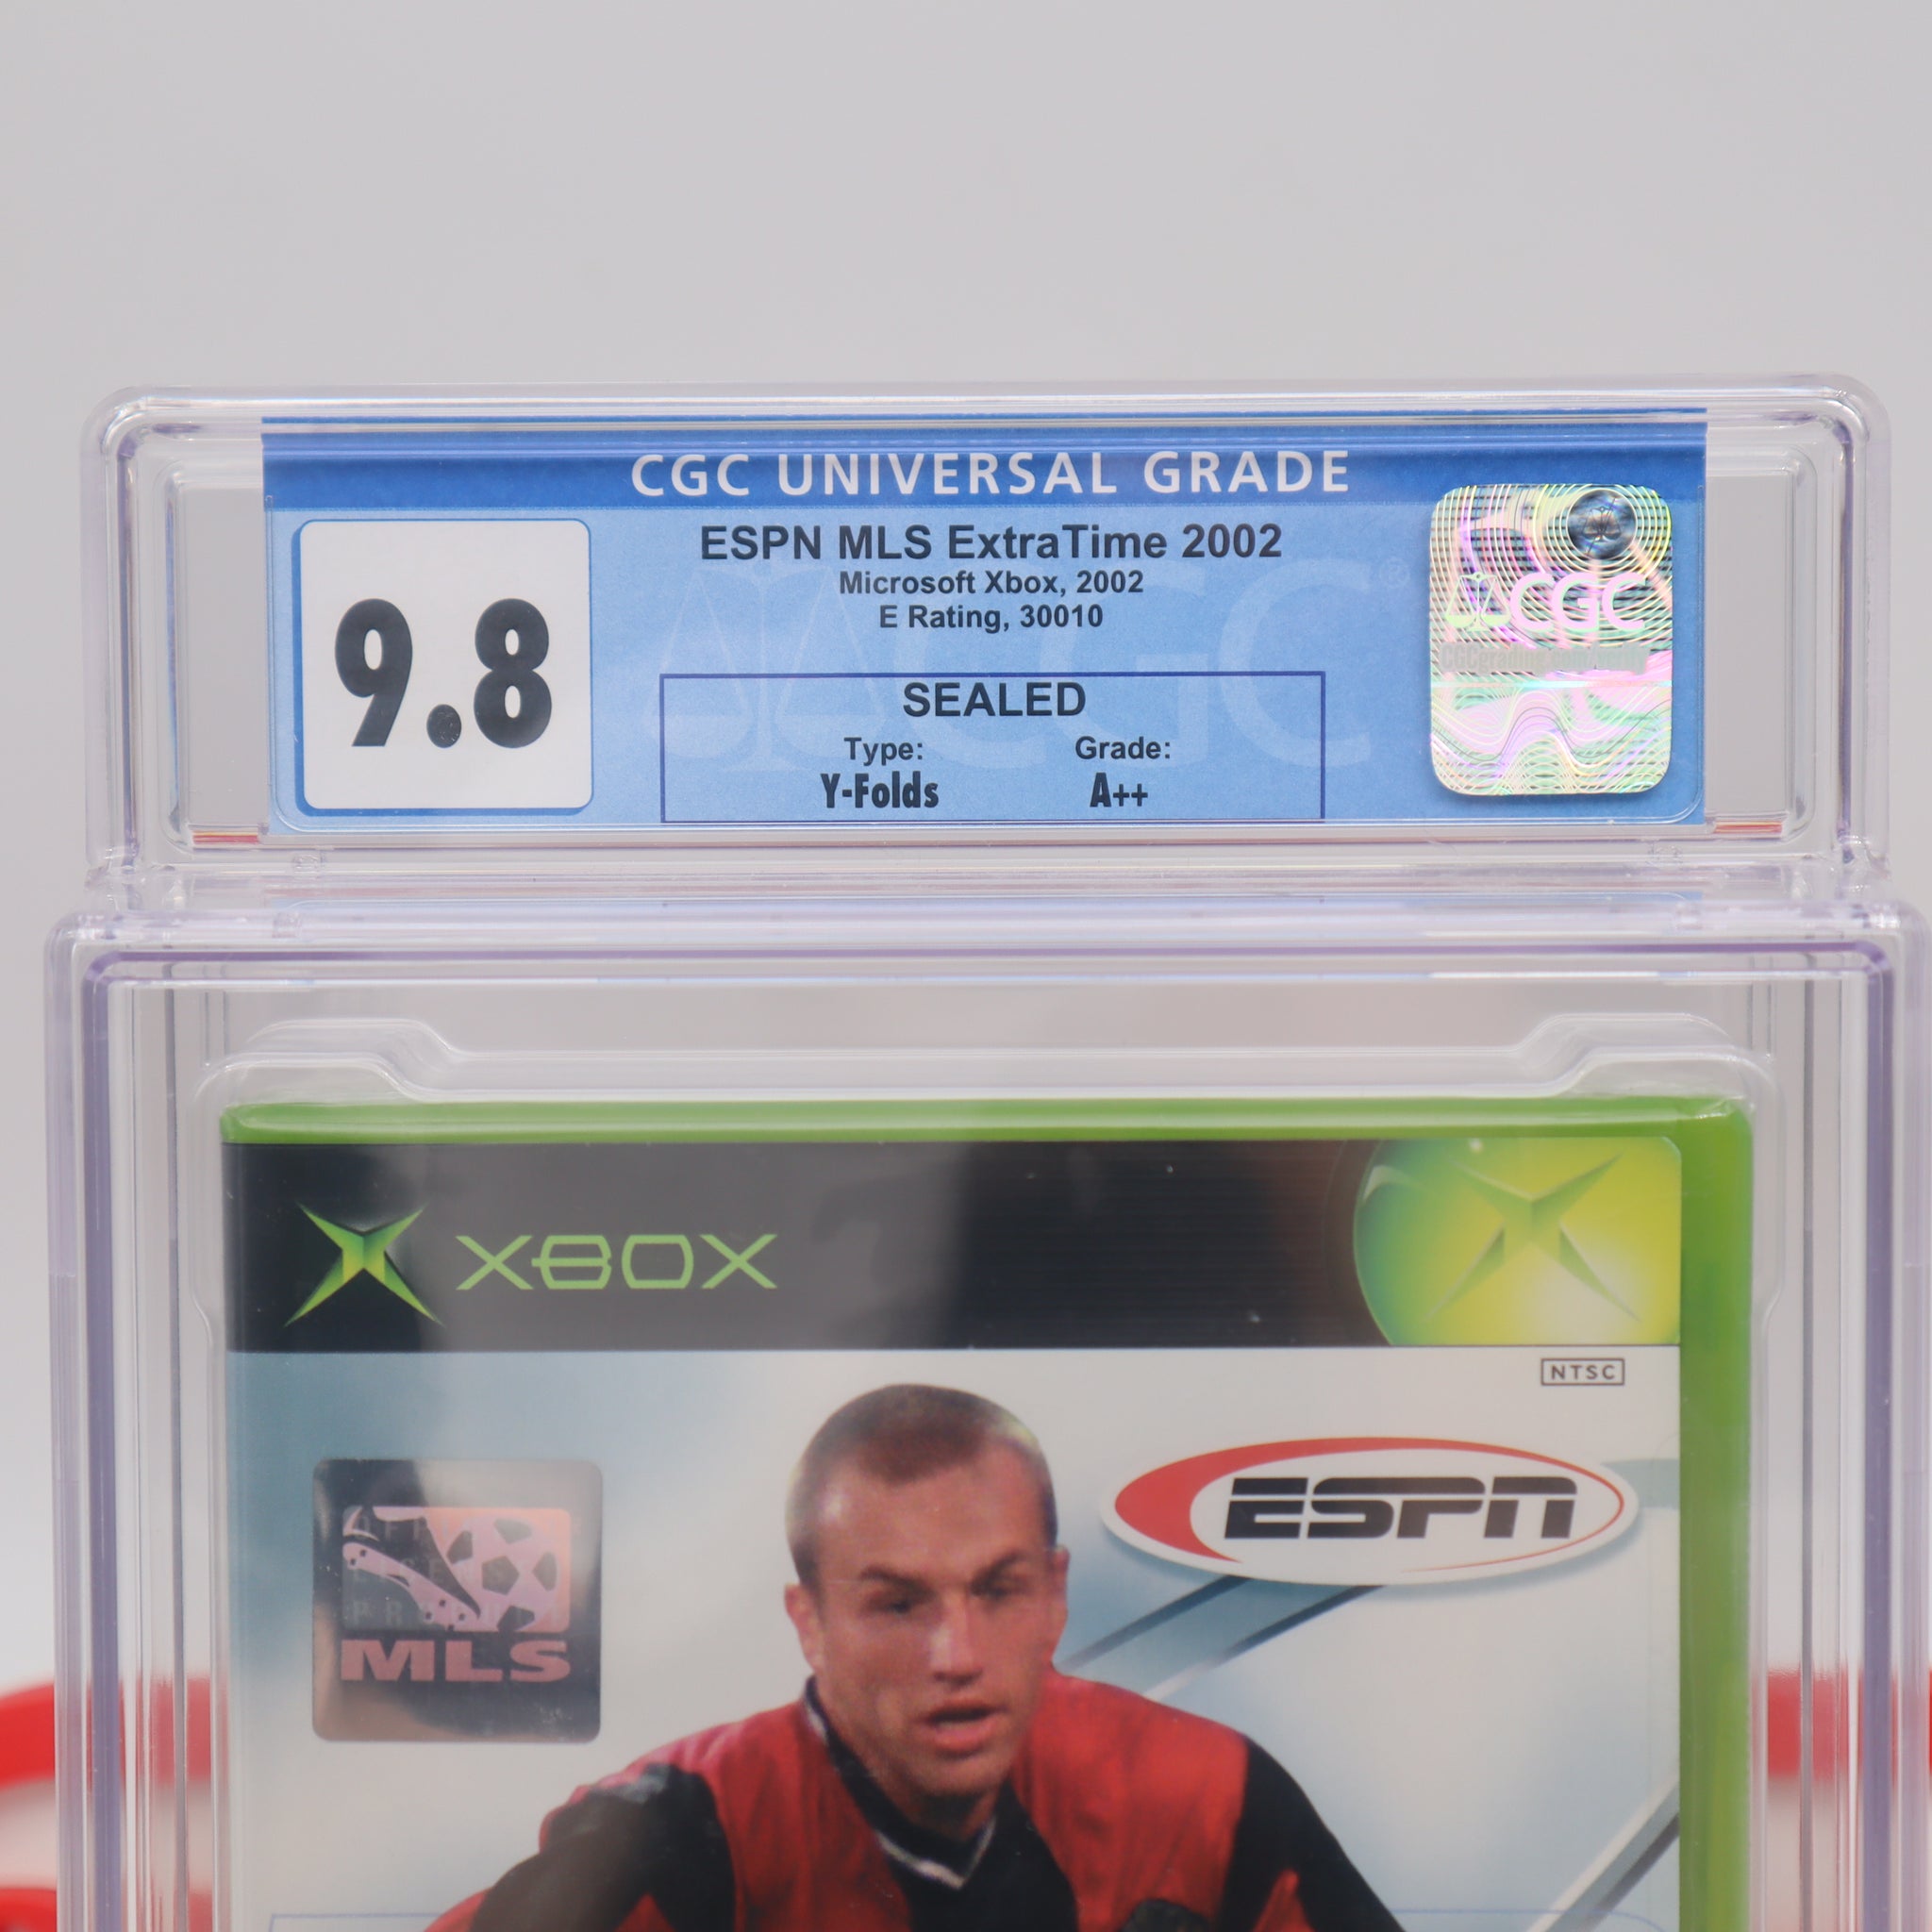 CGC UNIVERSAL GRADE
9.8
ESPN MLS ExtraTime 2002
Microsoft Xbox, 2002
E Rating, 30010
SEALED
Type: Grade:
Y-Folds A++
CGC
XBOX
NTSC
ESPN
MLS